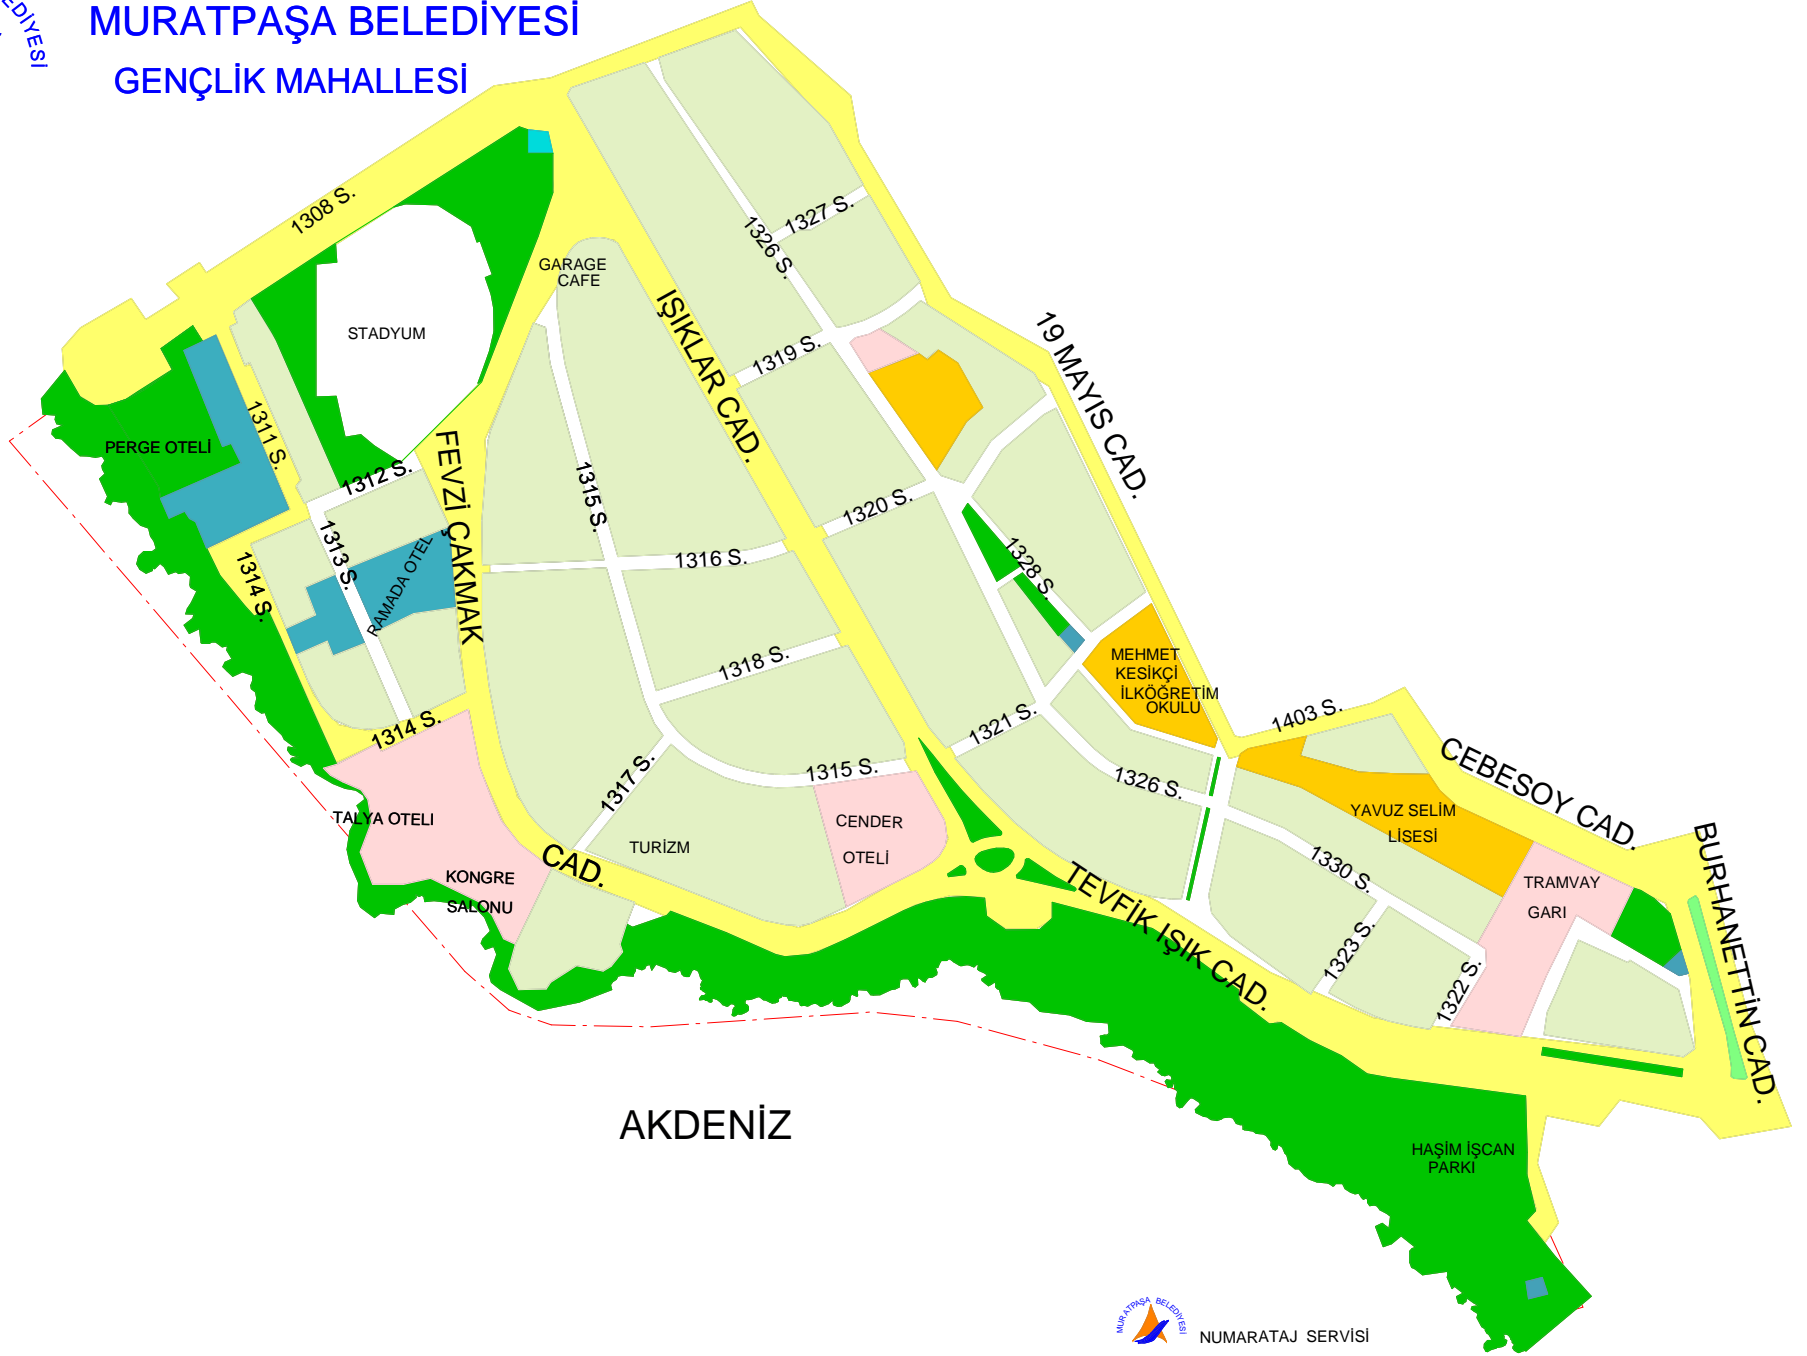 EDİYESİ
MURATPAŞA BELEDİYESİ
GENÇLİK MAHALLESİ
1308 S.
STADYUM
GARAGE
CAFE
1326 S.
1327 S.
IŞIKLAR CAD.
1319 S.
19 MAYIS CAD.
PERGE OTELİ
1311 S.
1312 S.
FEVZİ ÇAKMAK
1315 S.
1320 S.
1313 S.
RAMADA OTEL
1314 S.
1316 S.
1328 S.
1318 S.
MEHMET
KESİKÇİ
İLKÖĞRETİM
OKULU
1314 S.
1321 S.
1403 S.
1317 S.
1315 S.
1326 S.
CEBESOY CAD.
TALYA OTELI
CENDER
OTELİ
TURİZM
YAVUZ SELİM
LİSESİ
KONGRE
SALONU
CAD.
TEVFİK IŞIK CAD.
1330 S.
TRAMVAY
GARI
BURHANETTİN CAD.
1323 S.
1322 S.
AKDENİZ
HAŞİM İŞCAN
PARKI
MURATPAŞA BELEDİYESİ
NUMARATAJ SERVİSİ